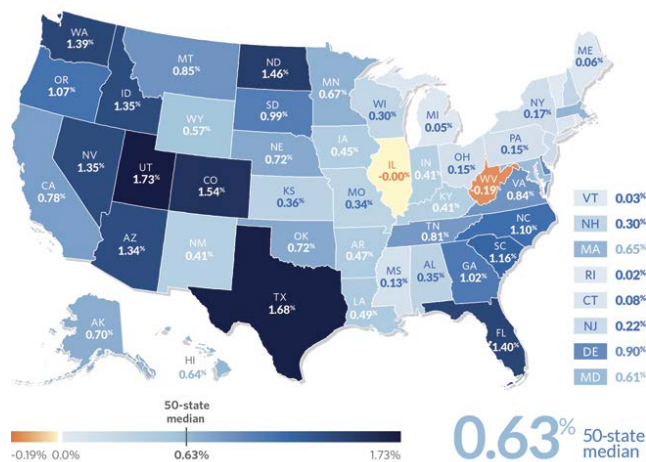 WA
1.39%
OR
1.07%
ID
1.35%
MT
0.85%
ND
1.46%
MN
0.67%
SD
0.99%
WI
0.30%
MI
0.05%
ME
0.06%
NY
0.17%
WY
0.57%
NE
0.72%
IA
0.45%
IL
-0.00%
IN
0.41%
OH
0.15%
PA
0.15%
NV
1.35%
UT
1.73%
CO
1.54%
CA
0.78%
KS
0.36%
MO
0.34%
KY
0.41%
WV
-0.19%
VA
0.84%
AZ
1.34%
NM
0.41%
OK
0.72%
AR
0.47%
TN
0.81%
NC
1.10%
SC
1.16%
MS
0.13%
AL
0.35%
GA
1.02%
TX
1.68%
LA
0.49%
FL
1.40%
AK
0.70%
HI
0.64%
VT 0.03%
NH 0.30%
MA 0.65%
RI 0.02%
CT 0.08%
NJ 0.22%
DE 0.90%
MD 0.61%
50-state
median
-0.19% 0.0% 0.63% 1.73%
0.63% 50-state
median